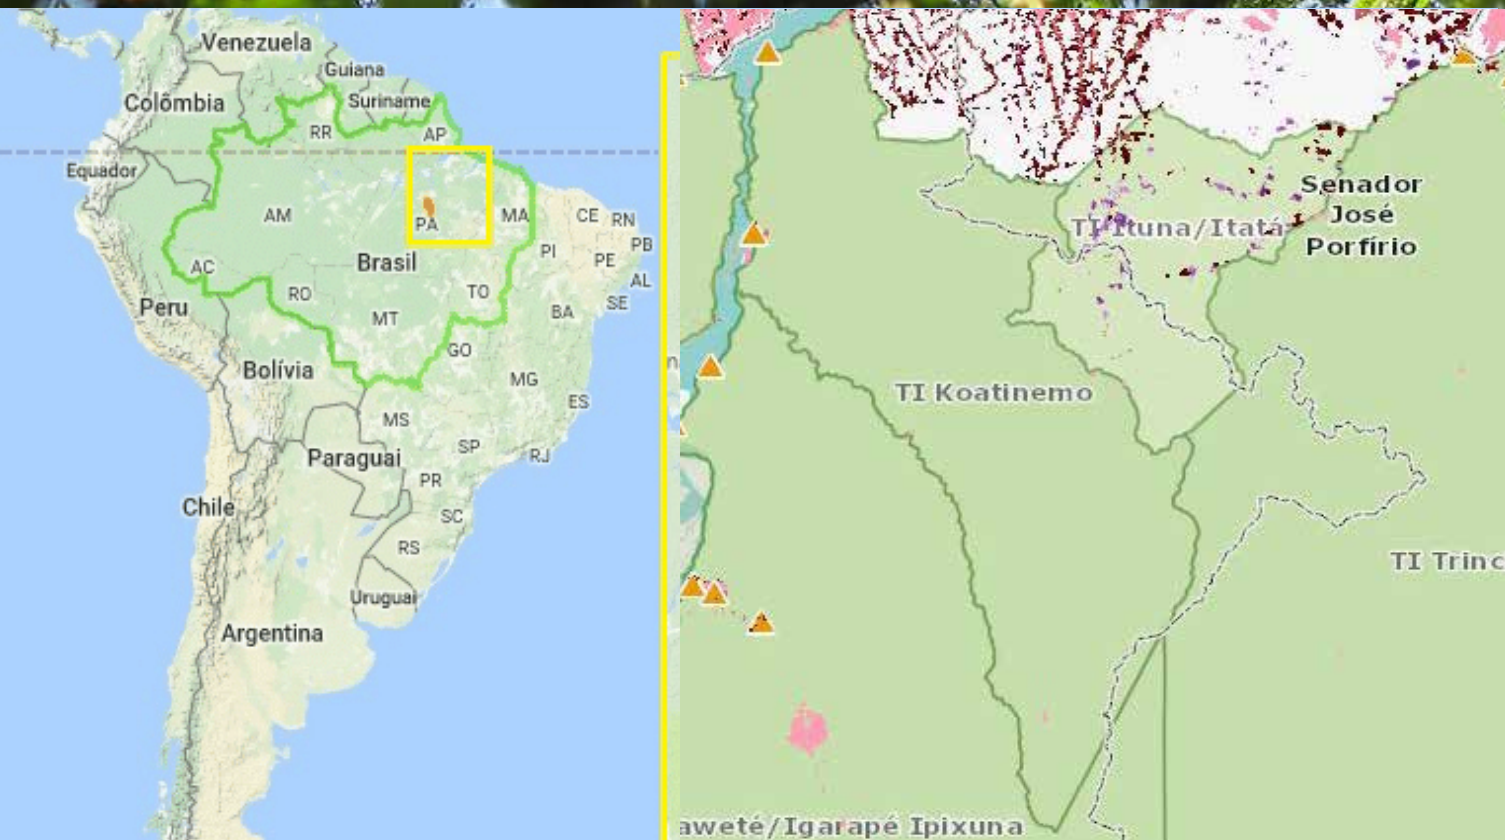 Venezuela
Guiana
Colômbia
Suriname
RR
AP
Equador
AM
PA
MA
CE
RN
PB
PI
PE
Brasil
AC
AL
RO
TO
SE
Peru
BA
MT
GO
Bolívia
MG
ES
MS
SP
RJ
Paraguai
PR
Chile
SC
RS
Uruguai
Argentina
Senador
José
Porfírio
TI Ituna/Itatá
TI Koatinemo
TI Trinc
aweté/Igarapé Ipixuna